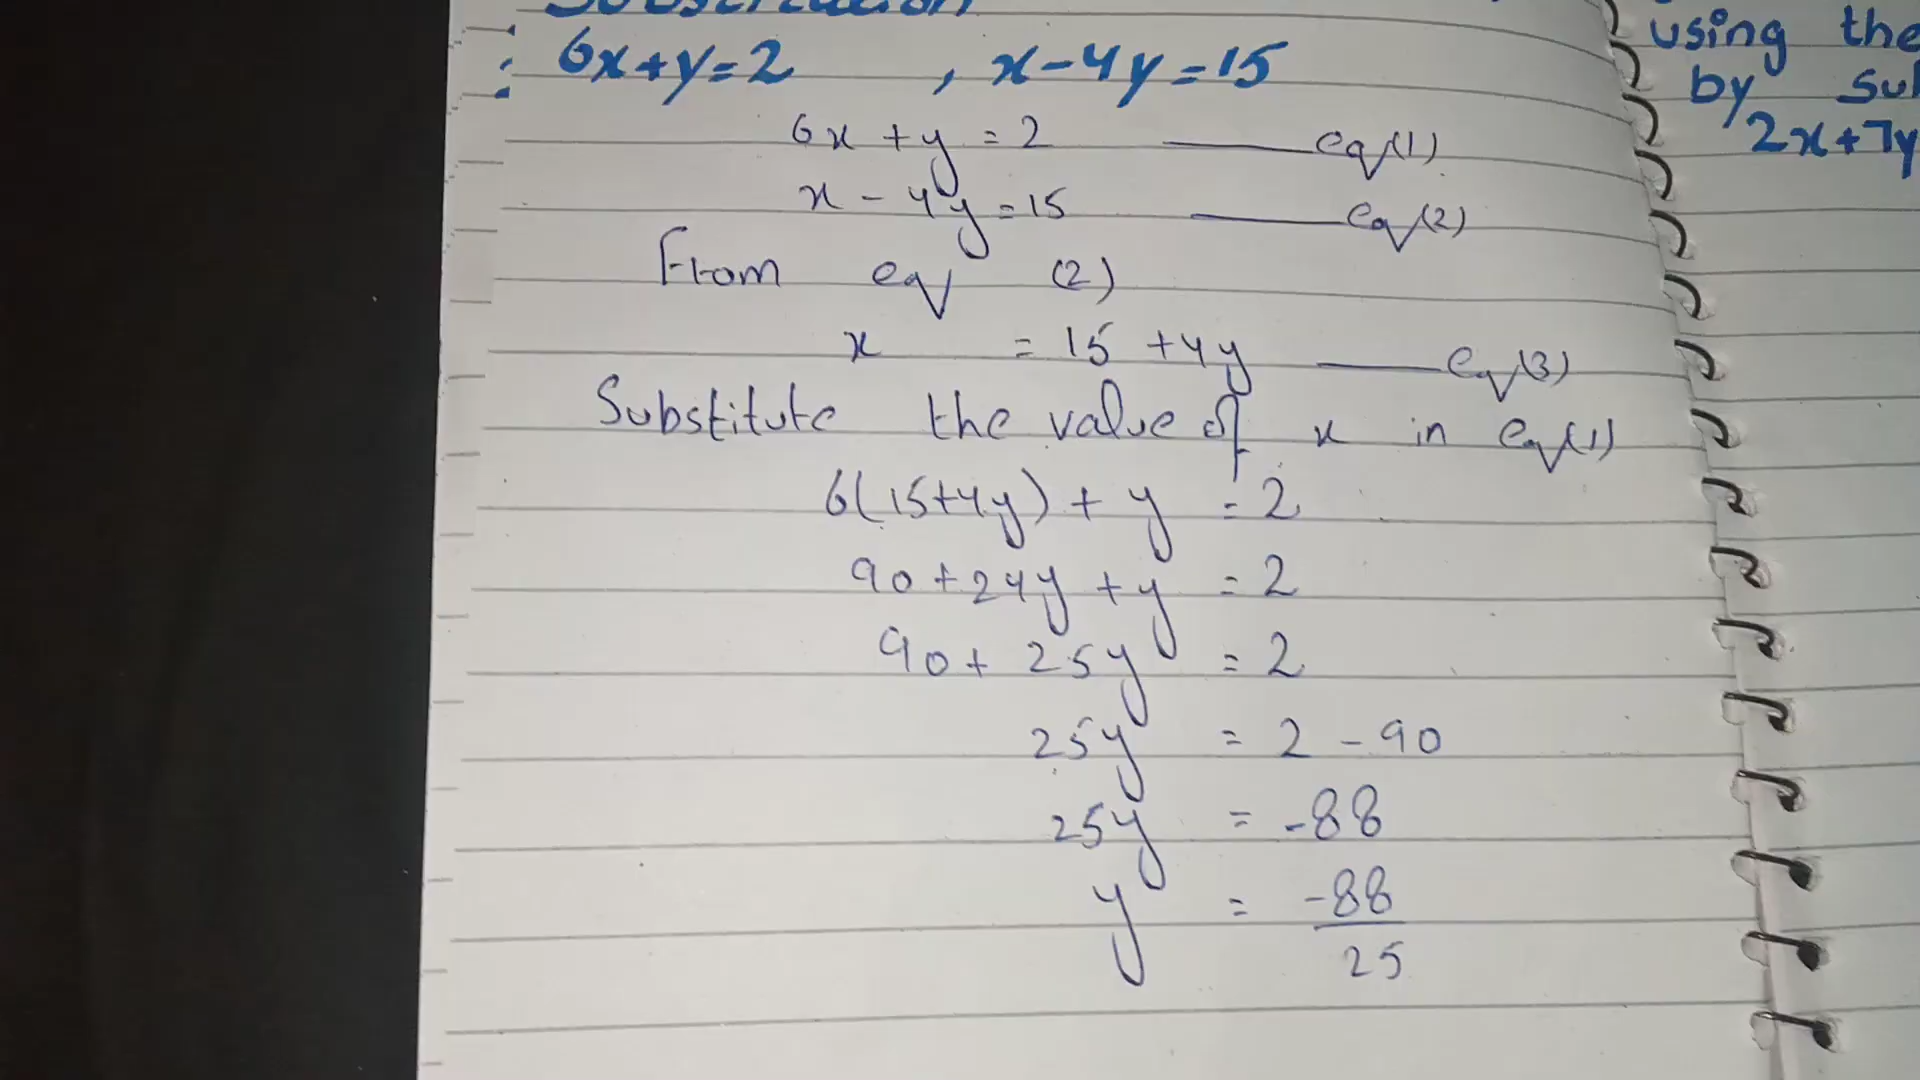 Substitution
6x+y=2 , x-4y=15
6x + y = 2 eq(1)
x - 4y = 15 eq(2)
From eq (2)
x = 15 + 4y eq(3)
Substitute the value of x in eq(1)
6(15+4y) + y = 2
90 + 24y + y = 2
90 + 25y = 2
25y = 2 - 90
25y = -88
y = -88
25
using the
by
2x+7y